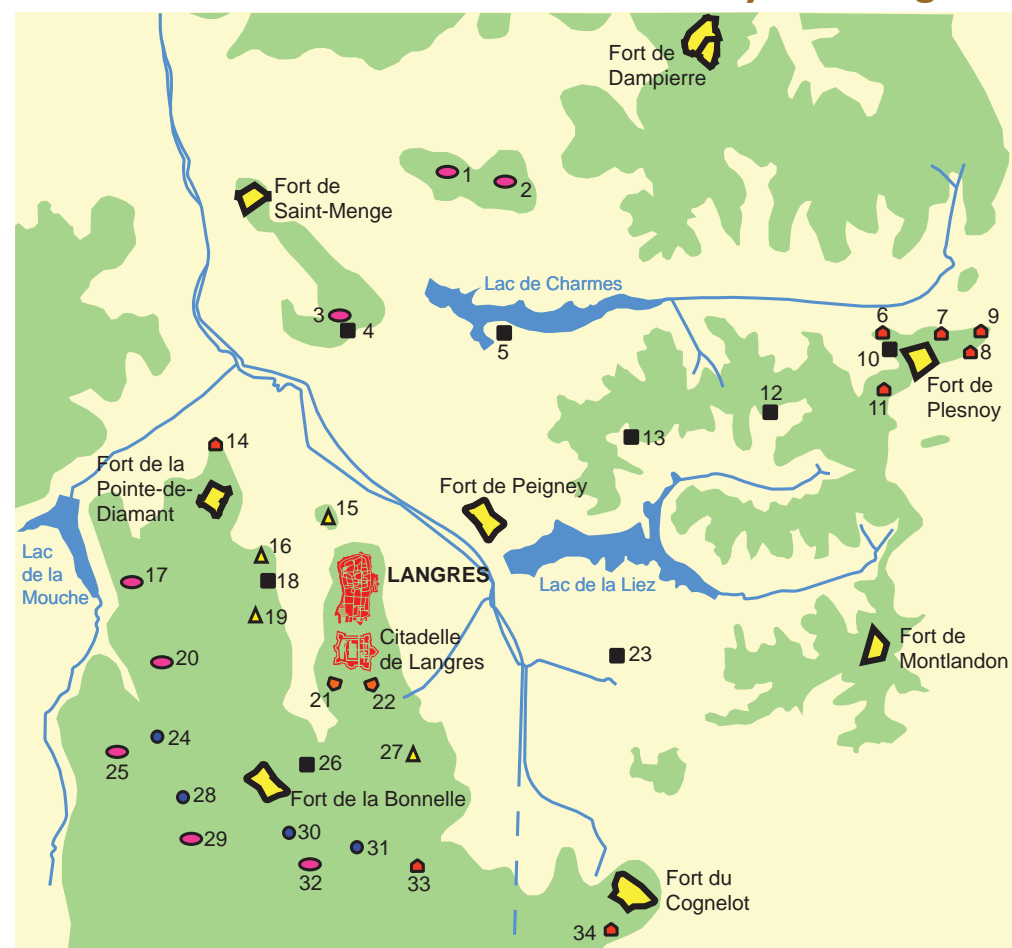 Fort de
Dampierre
1
2
Fort de
Saint-Menge
Lac de Charmes
3
4
5
6
7
9
10
8
Fort de
Plesnoy
11
12
13
14
Fort de la
Pointe-de-
Diamant
Fort de Peigney
15
Lac
de la
Mouche
16
17
18
LANGRES
Lac de la Liez
19
Citadelle
de Langres
20
23
Fort de
Montlandon
21
22
24
25
26
27
28
Fort de la Bonnelle
29
30
31
32
33
Fort du
Cognelot
34